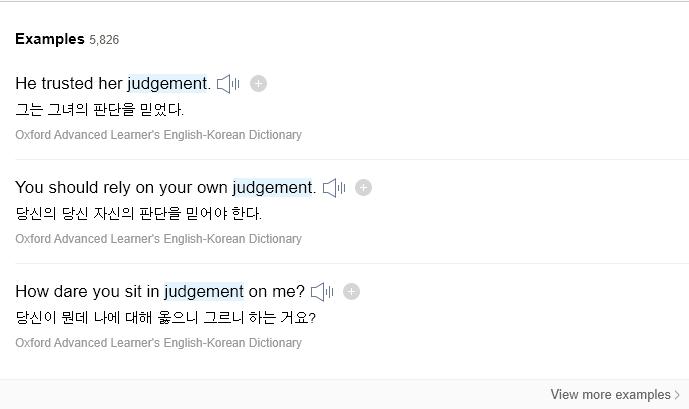 Examples 5,826
He trusted her judgement.
그는 그녀의 판단을 믿었다.
Oxford Advanced Learner's English-Korean Dictionary
You should rely on your own judgement.
당신의 당신 자신의 판단을 믿어야 한다.
Oxford Advanced Learner's English-Korean Dictionary
How dare you sit in judgement on me?
당신이 뭔데 나에 대해 옳으니 그르니 하는 거요?
Oxford Advanced Learner's English-Korean Dictionary
View more examples